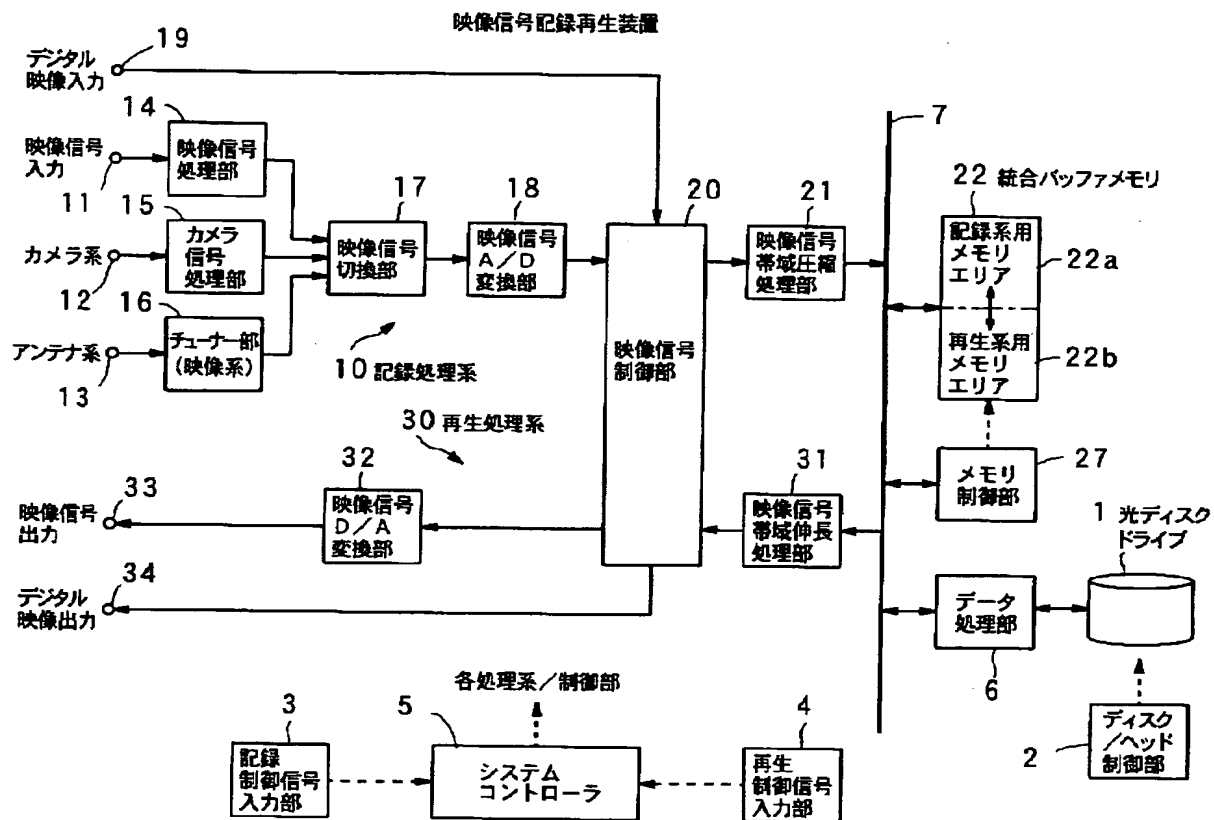 映像信号記録再生装置
19
デジタル
映像入力
14
映像信号
入力
11
映像信号
処理部
15
カメラ系
12
カメラ
信号
処理部
16
アンテナ系
13
チューナー部
(映像系)
17
映像信号
切換部
18
映像信号
A/D
変換部
10 記録処理系
20
映像信号
制御部
21
映像信号
帯域圧縮
処理部
7
22 統合バッファメモリ
記録系用
メモリ
エリア
22a
再生系用
メモリ
エリア
22b
30 再生処理系
33
映像信号
出力
32
映像信号
D/A
変換部
31
映像信号
帯域伸長
処理部
メモリ
制御部
27
34
デジタル
映像出力
1 光ディスク
ドライブ
データ
処理部
6
各処理系/制御部
3
記録
制御信号
入力部
5
システム
コントローラ
4
再生
制御信号
入力部
2
ディスク
/ヘッド
制御部